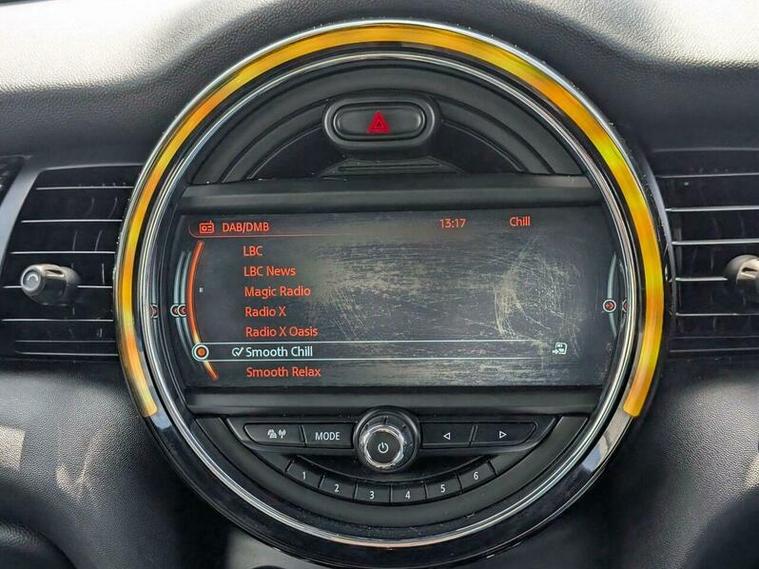 DAB/DMB 13:17 Chill
LBC
LBC News
Magic Radio
Radio X
Radio X Oasis
Smooth Chill
Smooth Relax
MODE
1 2 3 4 5 6